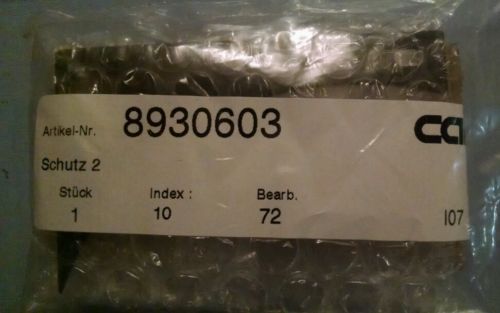 Artikel-Nr. 8930603
Schutz 2
Stück Index : Bearb.
1 10 72 I07